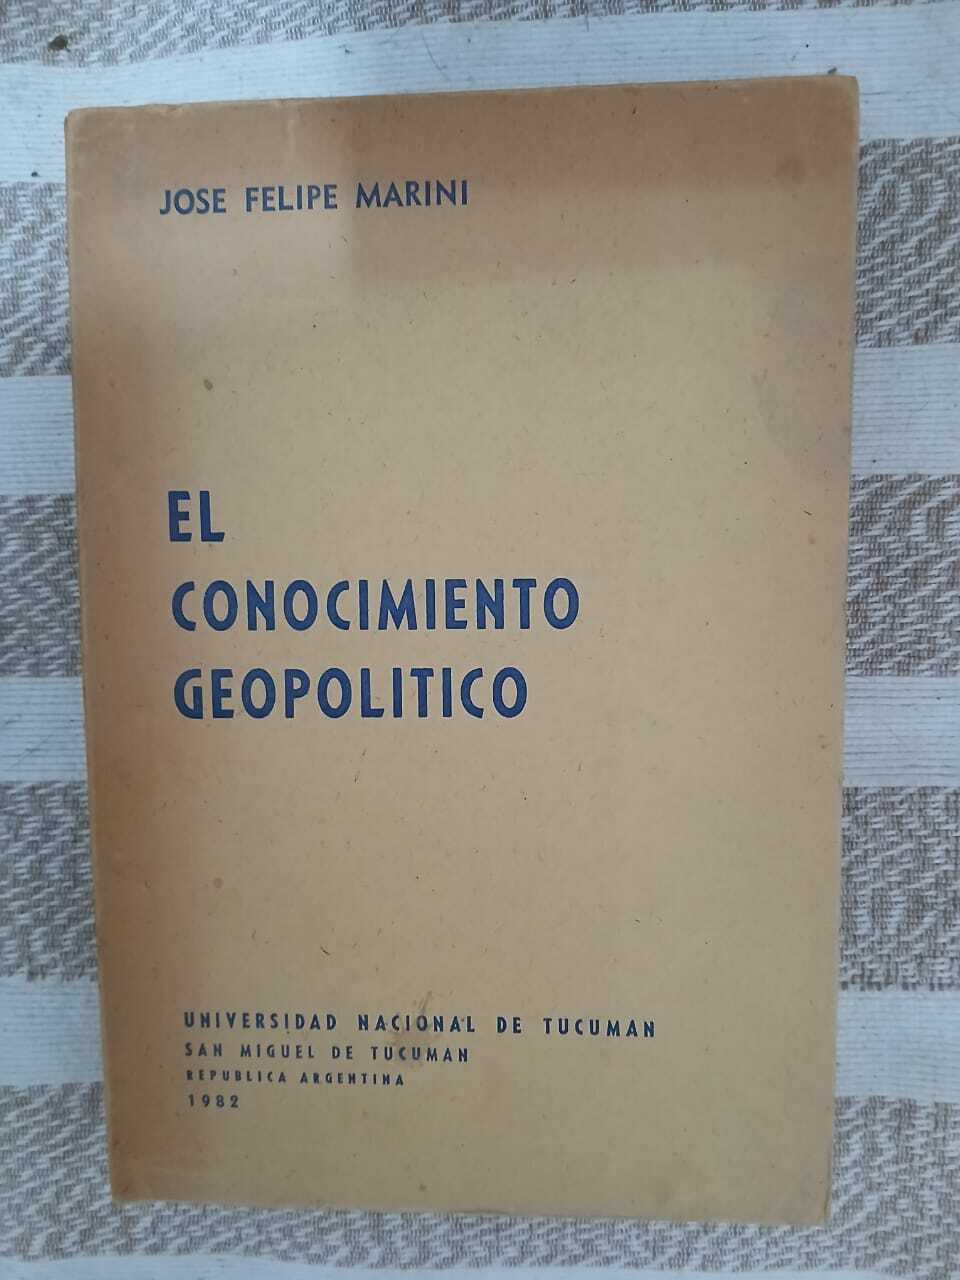 JOSE FELIPE MARINI
EL
CONOCIMIENTO
GEOPOLITICO
UNIVERSIDAD NACIONAL DE TUCUMAN
SAN MIGUEL DE TUCUMAN
REPUBLICA ARGENTINA
1982